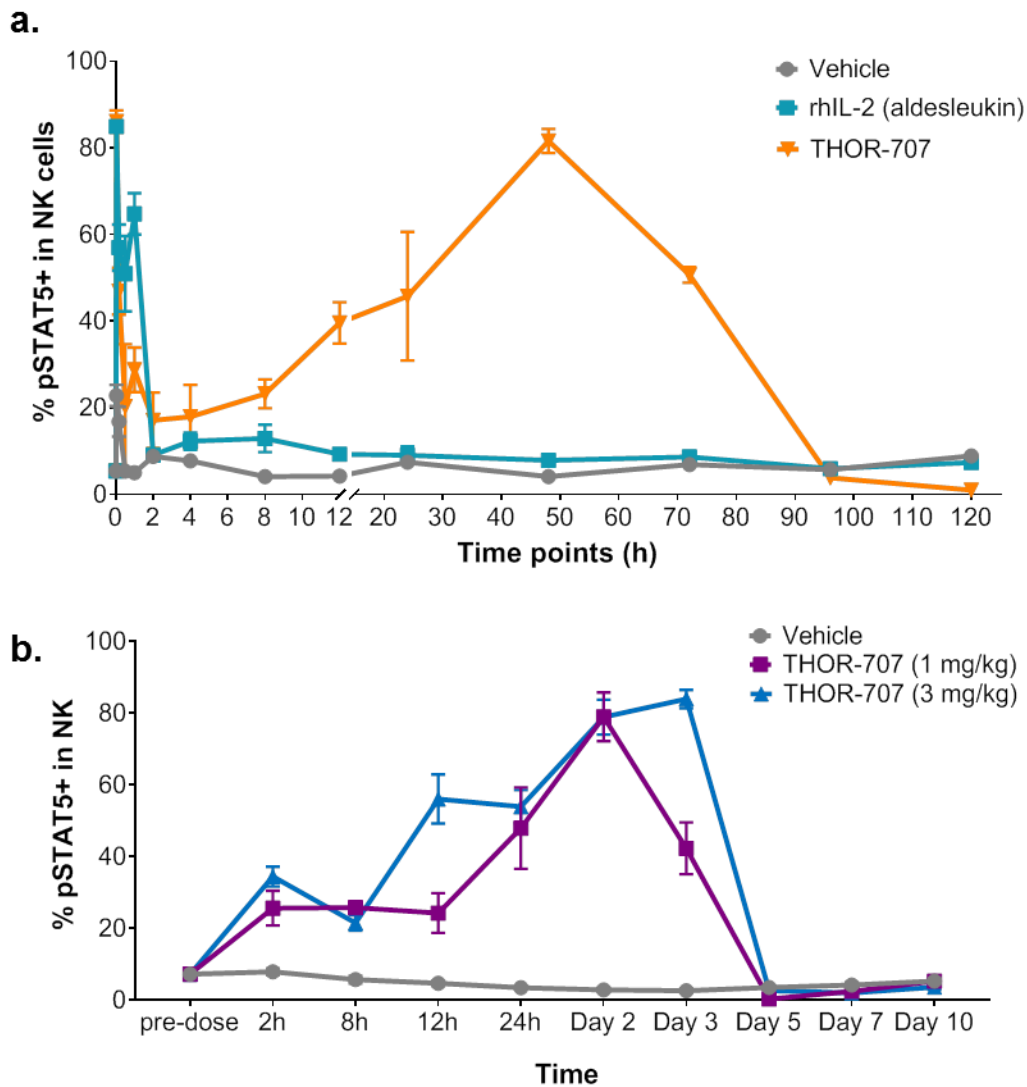 a.
% pSTAT5+ in NK cells
100
80
60
40
20
0
Vehicle
rhIL-2 (aldesleukin)
THOR-707
0 2 4 6 8 10 12 20 30 40 50 60 70 80 90 100 110 120
Time points (h)
b.
% pSTAT5+ in NK
100
80
60
40
20
0
Vehicle
THOR-707 (1 mg/kg)
THOR-707 (3 mg/kg)
pre-dose 2h 8h 12h 24h Day 2 Day 3 Day 5 Day 7 Day 10
Time